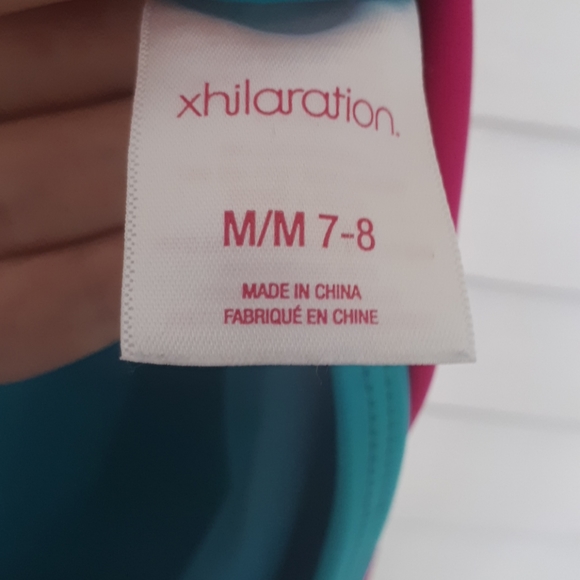 xhilaration.
M/M 7-8
MADE IN CHINA
FABRIQUÉ EN CHINE